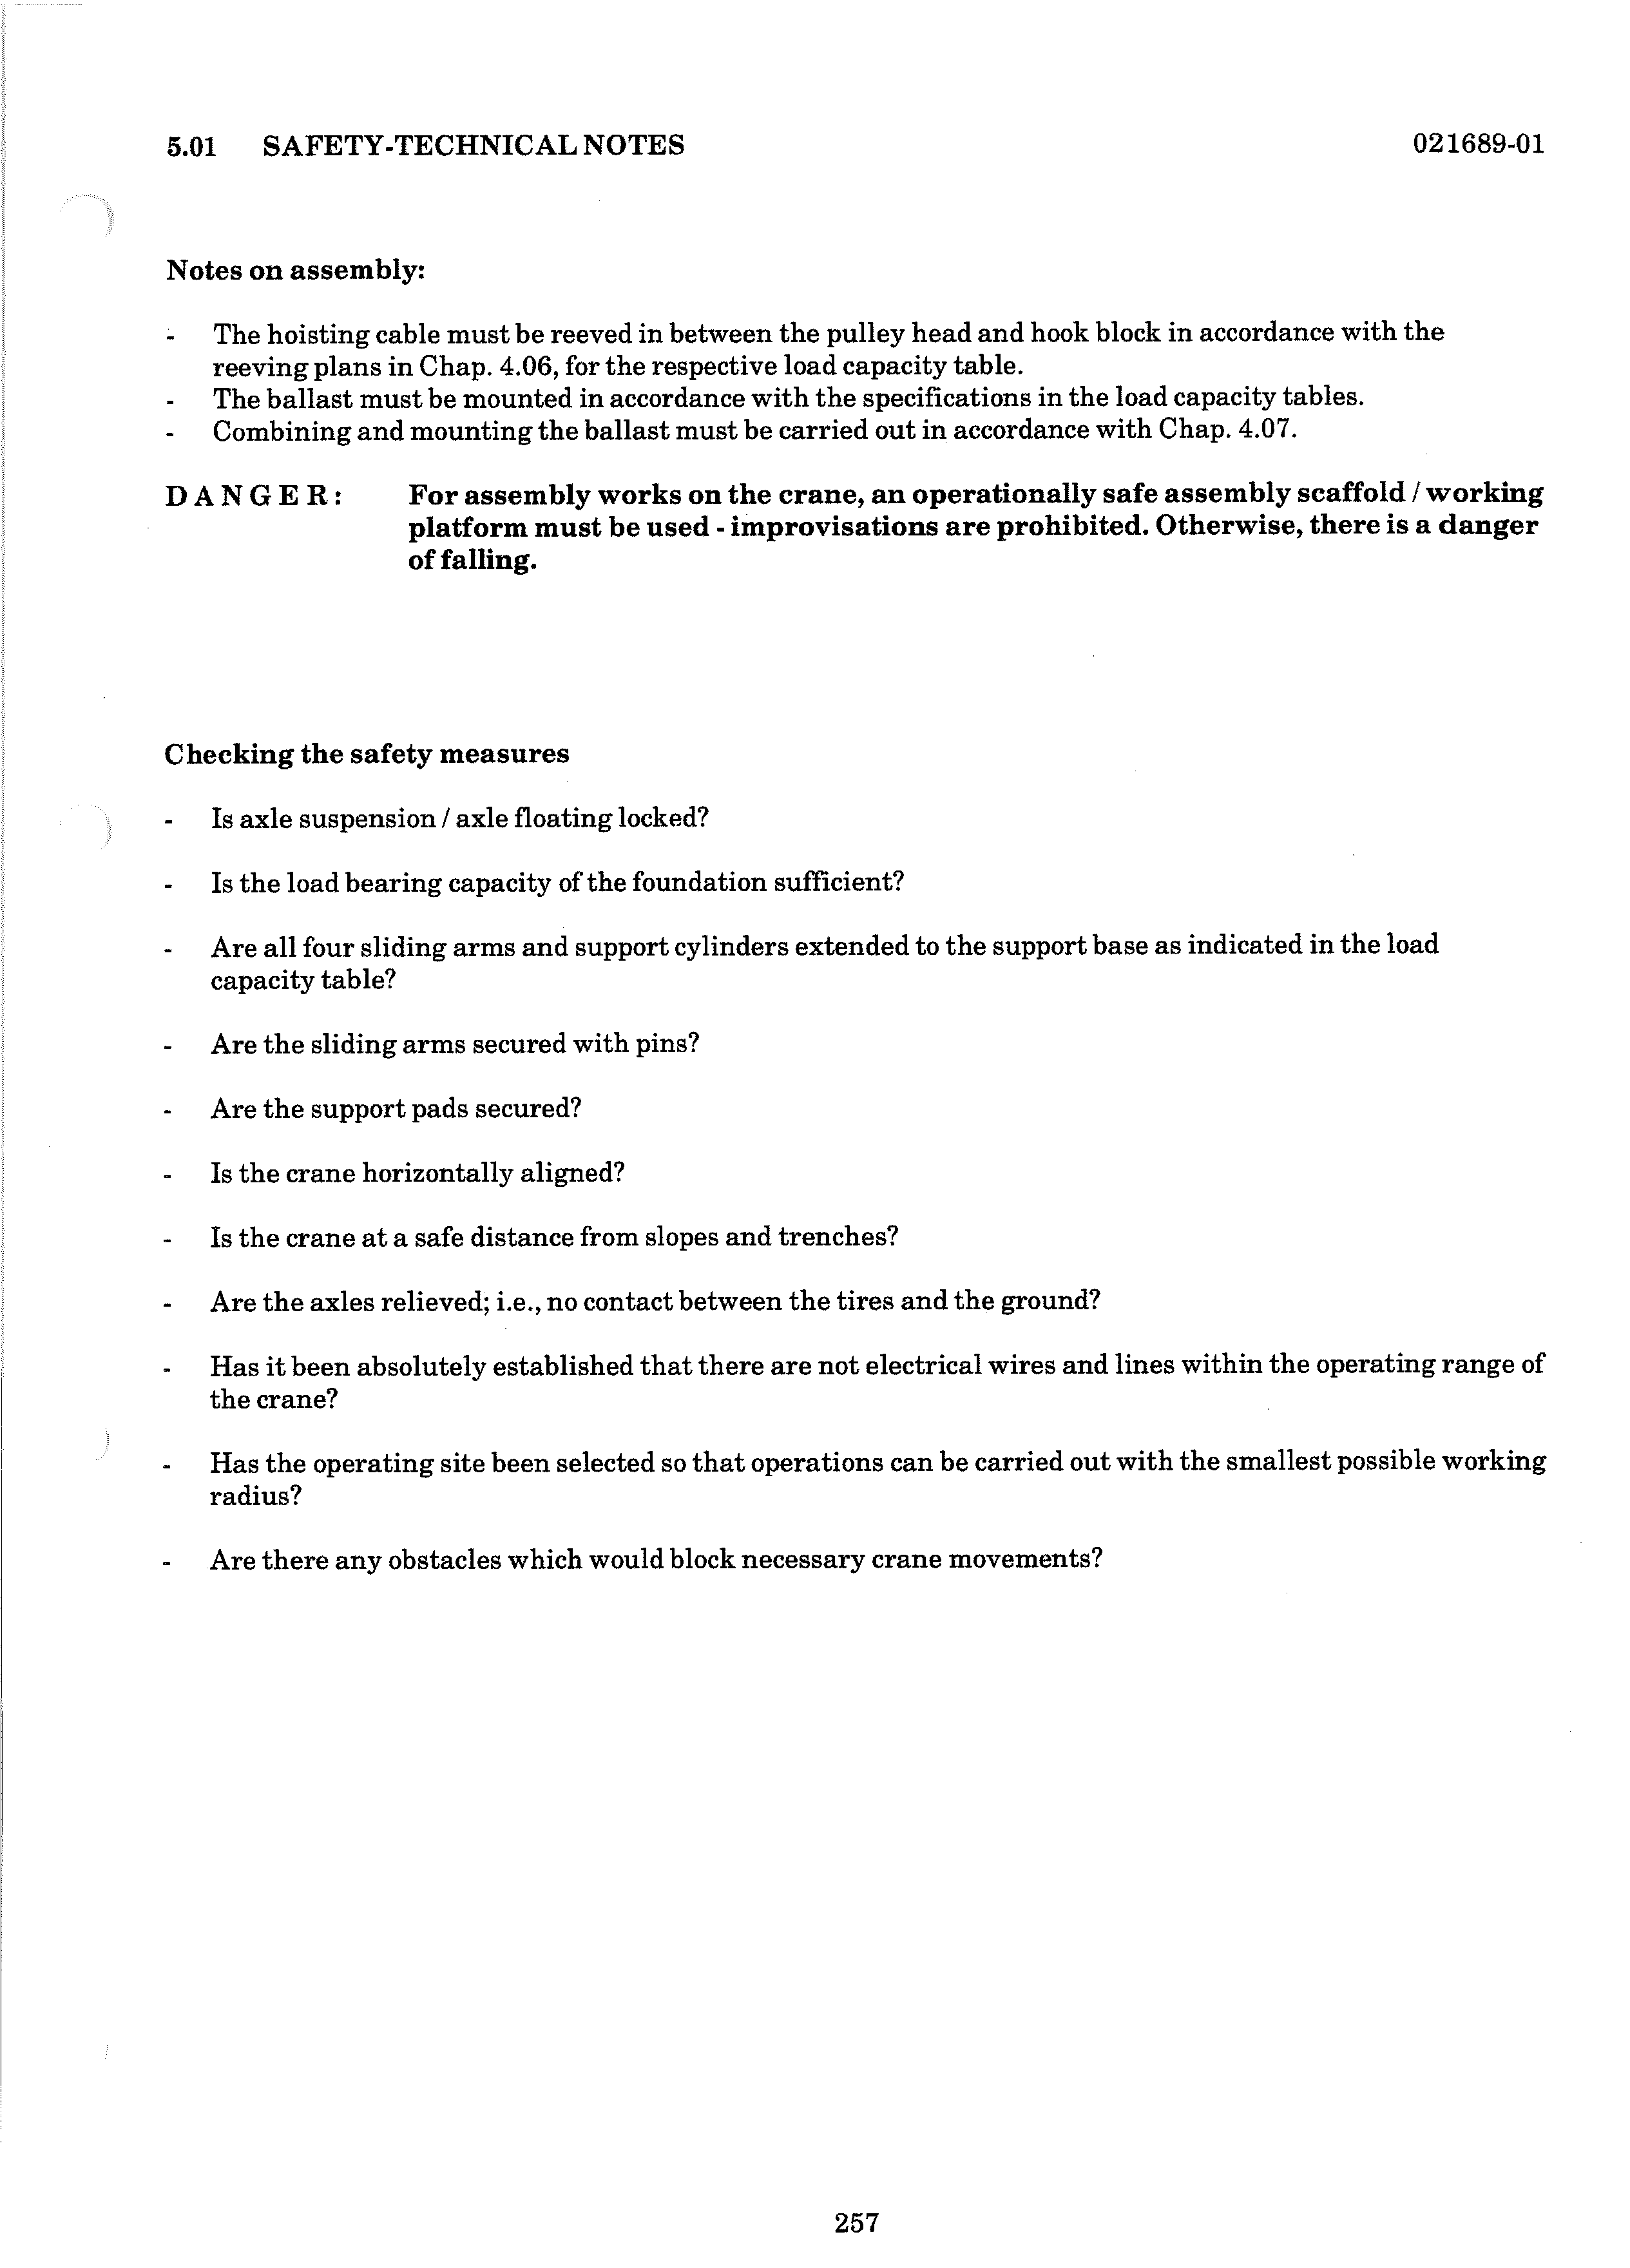 5.01 SAFETY-TECHNICAL NOTES 021689-01
Notes on assembly:
- The hoisting cable must be reeved in between the pulley head and hook block in accordance with the
reeving plans in Chap. 4.06, for the respective load capacity table.
- The ballast must be mounted in accordance with the specifications in the load capacity tables.
- Combining and mounting the ballast must be carried out in accordance with Chap. 4.07.
D A N G E R : For assembly works on the crane, an operationally safe assembly scaffold / working
platform must be used - improvisations are prohibited. Otherwise, there is a danger
of falling.
Checking the safety measures
- Is axle suspension / axle floating locked?
- Is the load bearing capacity of the foundation sufficient?
- Are all four sliding arms and support cylinders extended to the support base as indicated in the load
capacity table?
- Are the sliding arms secured with pins?
- Are the support pads secured?
- Is the crane horizontally aligned?
- Is the crane at a safe distance from slopes and trenches?
- Are the axles relieved; i.e., no contact between the tires and the ground?
- Has it been absolutely established that there are not electrical wires and lines within the operating range of
the crane?
- Has the operating site been selected so that operations can be carried out with the smallest possible working
radius?
- Are there any obstacles which would block necessary crane movements?
257